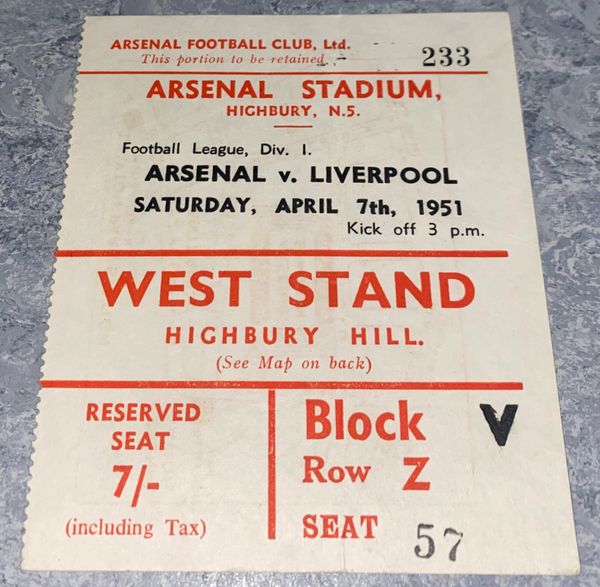 ARSENAL FOOTBALL CLUB, Ltd.
This portion to be retained
233
ARSENAL STADIUM,
HIGHBURY, N.5.
Football League, Div. I.
ARSENAL v. LIVERPOOL
SATURDAY, APRIL 7th, 1951
Kick off 3 p.m.
WEST STAND
HIGHBURY HILL.
(See Map on back)
RESERVED
SEAT
7/-
(including Tax)
Block V
Row Z
SEAT 57